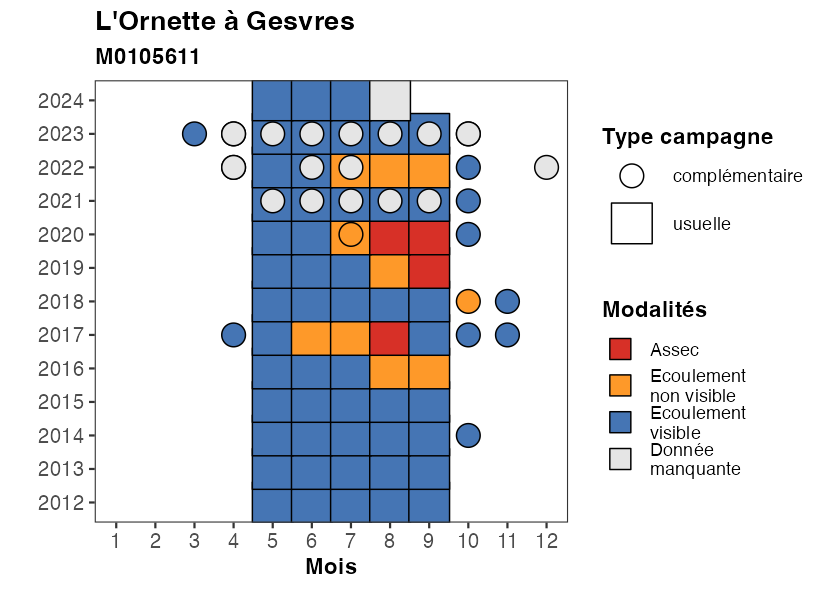 L'Ornette à Gesvres
M0105611
2024
2023
2022
2021
2020
2019
2018
2017
2016
2015
2014
2013
2012
1 2 3 4 5 6 7 8 9 10 11 12
Mois
Type campagne
complémentaire
usuelle
Modalités
Assec
Ecoulement
non visible
Ecoulement
visible
Donnée
manquante